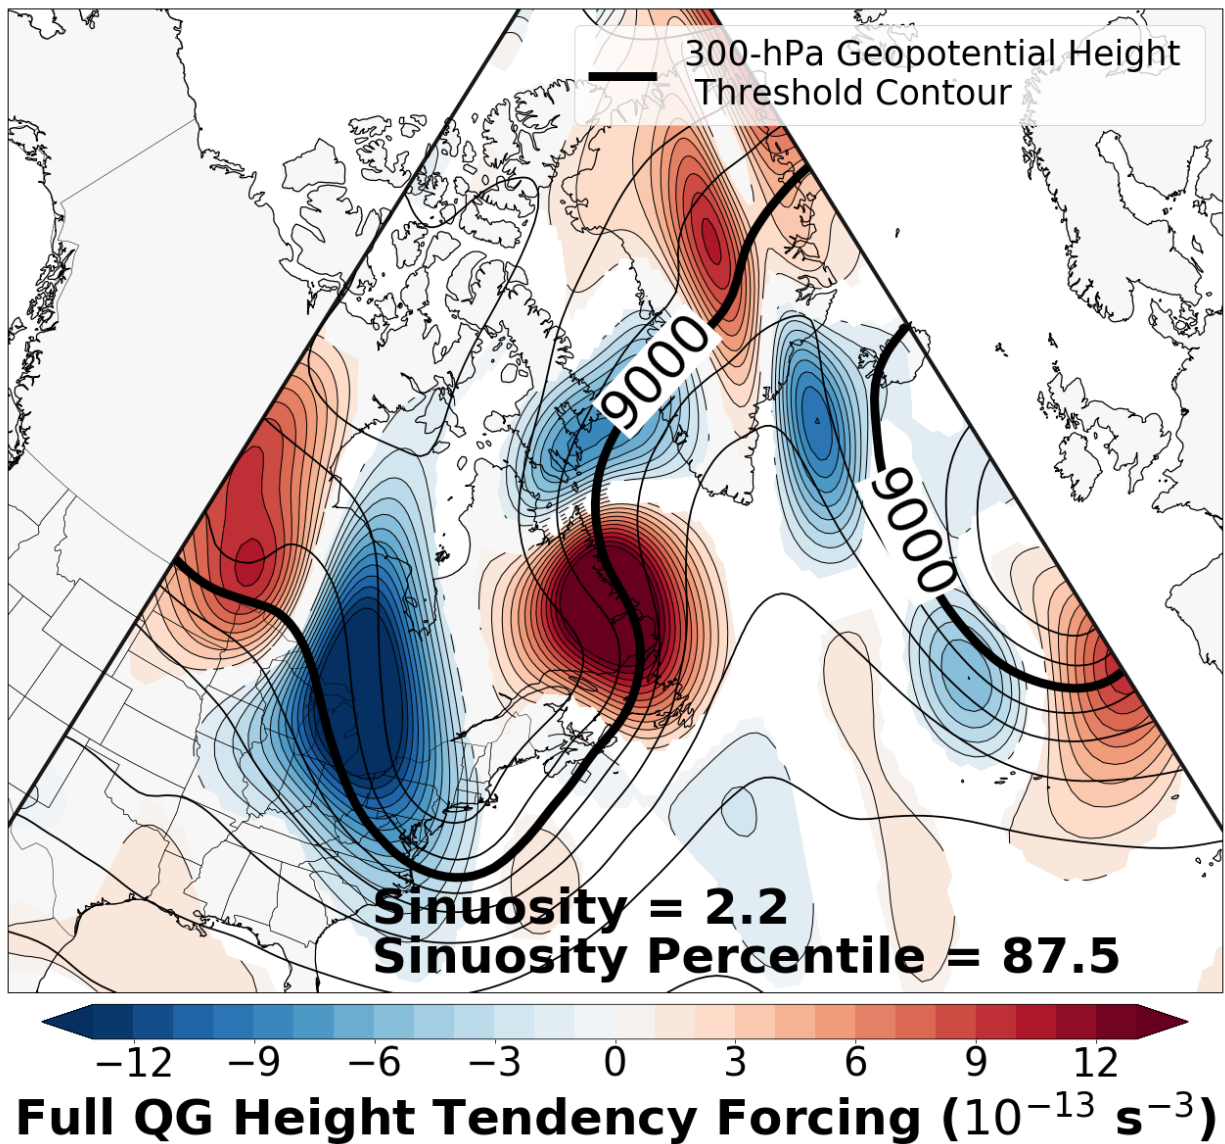 300-hPa Geopotential Height
Threshold Contour
9000
9000
Sinuosity = 2.2
Sinuosity Percentile = 87.5
−12 −9 −6 −3 0 3 6 9 12
Full QG Height Tendency Forcing (10⁻¹³ s⁻³)